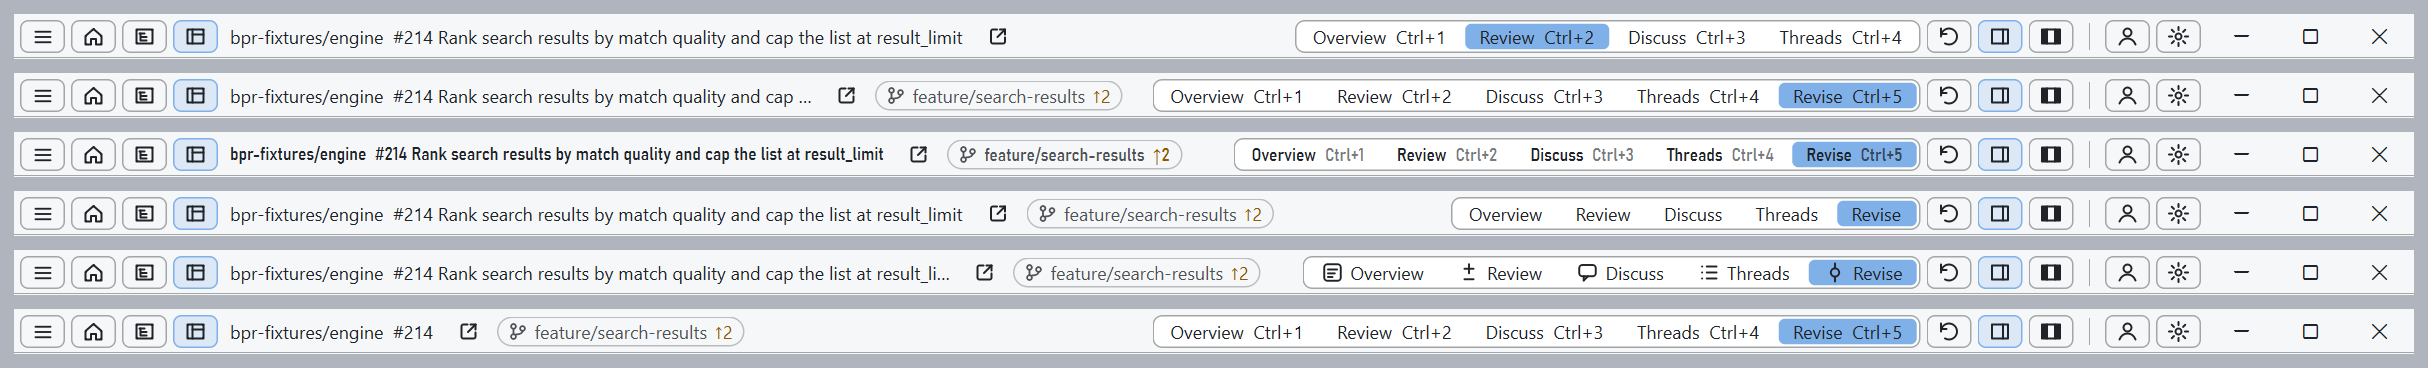 bpr-fixtures/engine #214 Rank search results by match quality and cap the list at result_limit Overview Ctrl+1 Review Ctrl+2 Discuss Ctrl+3 Threads Ctrl+4
bpr-fixtures/engine #214 Rank search results by match quality and cap ... feature/search-results ↑2 Overview Ctrl+1 Review Ctrl+2 Discuss Ctrl+3 Threads Ctrl+4 Revise Ctrl+5
bpr-fixtures/engine #214 Rank search results by match quality and cap the list at result_limit feature/search-results ↑2 Overview Ctrl+1 Review Ctrl+2 Discuss Ctrl+3 Threads Ctrl+4 Revise Ctrl+5
bpr-fixtures/engine #214 Rank search results by match quality and cap the list at result_limit feature/search-results ↑2 Overview Review Discuss Threads Revise
bpr-fixtures/engine #214 Rank search results by match quality and cap the list at result_li... feature/search-results ↑2 Overview Review Discuss Threads Revise
bpr-fixtures/engine #214 feature/search-results ↑2 Overview Ctrl+1 Review Ctrl+2 Discuss Ctrl+3 Threads Ctrl+4 Revise Ctrl+5